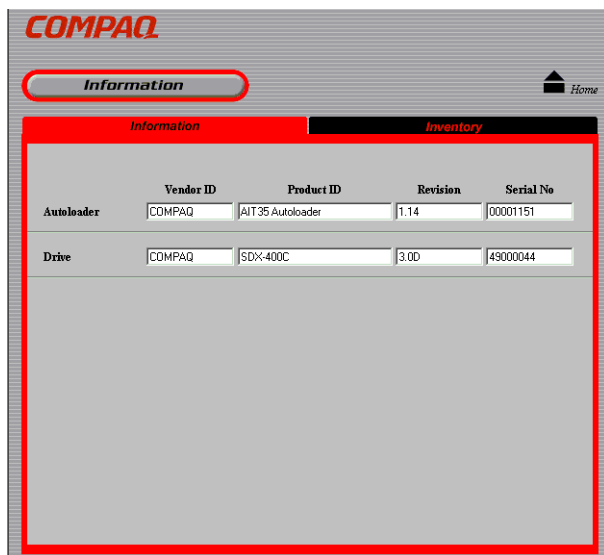 COMPAQ
Information
Home
Information Inventory
Vendor ID Product ID Revision Serial No
Autoloader COMPAQ AIT35 Autoloader 1.14 00001151
Drive COMPAQ SDX-400C 3.0D 49000044